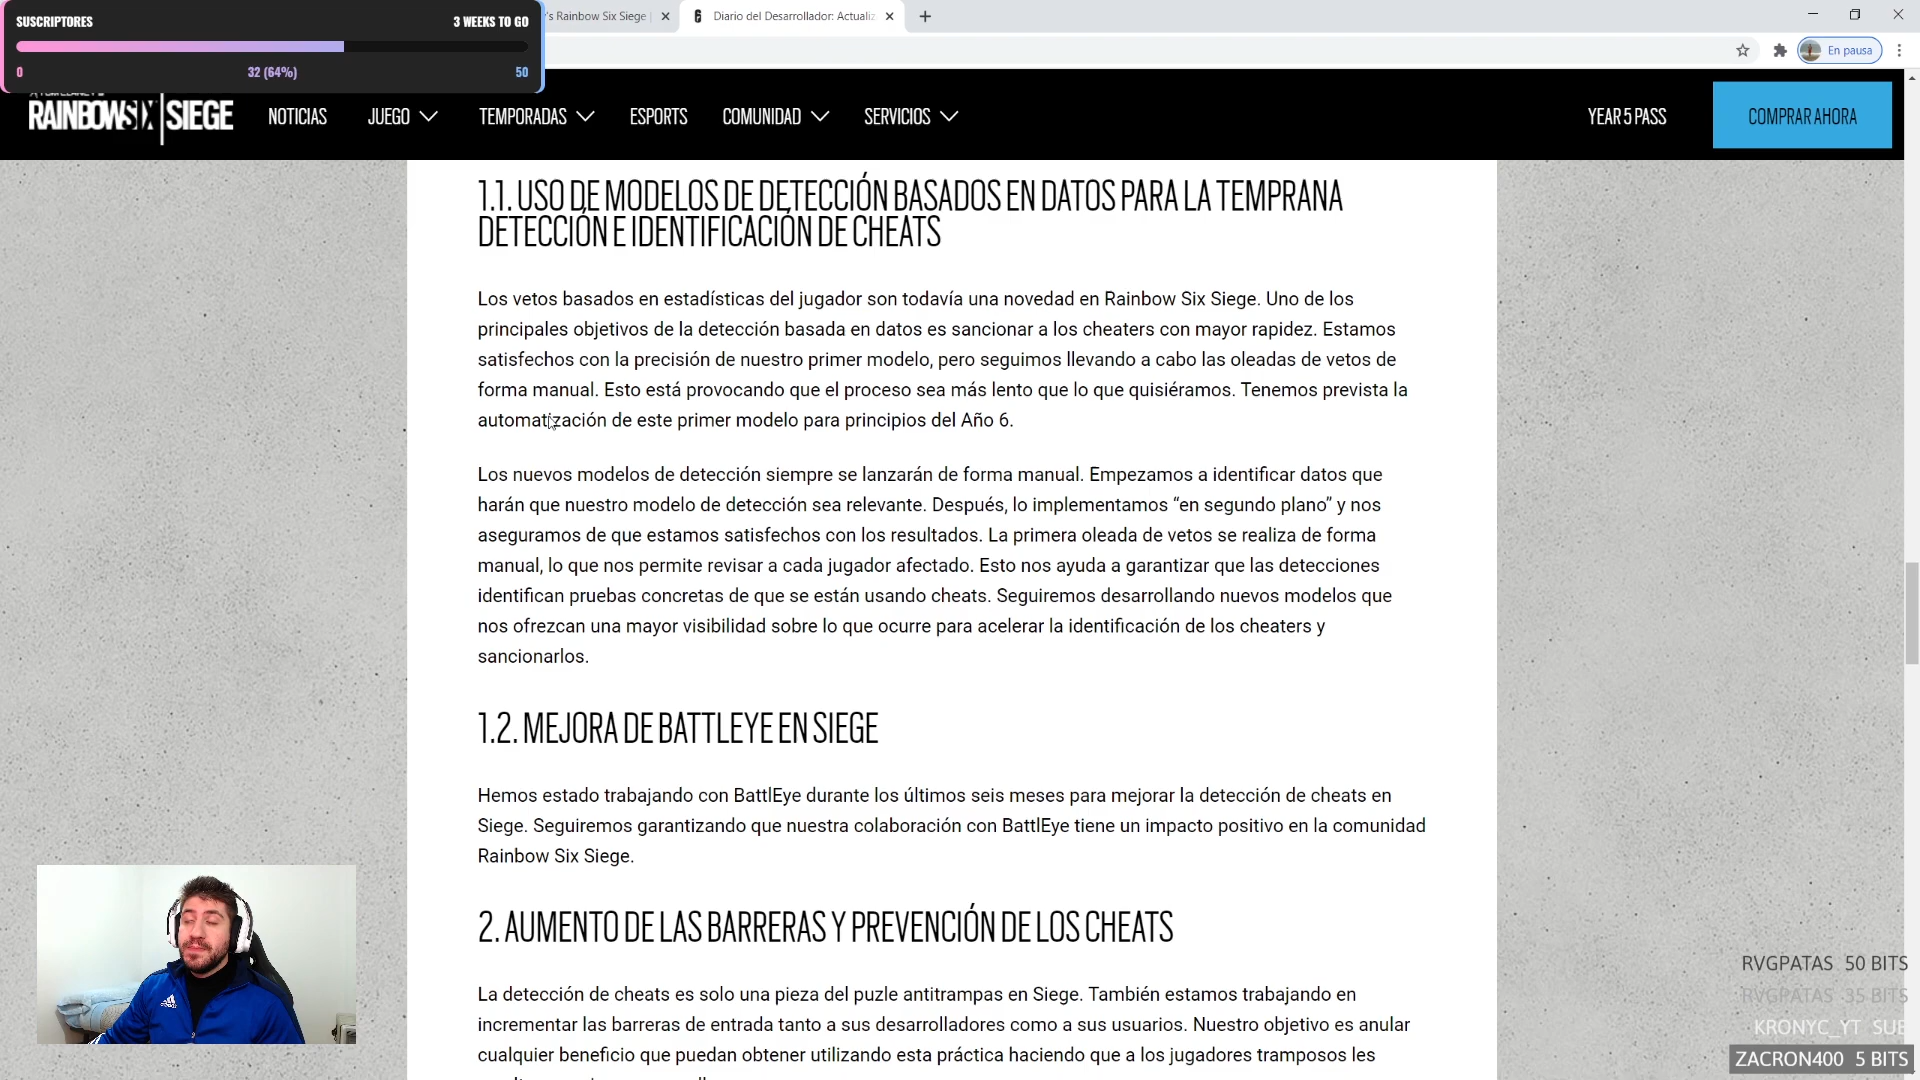 SUSCRIPTORES
3 WEEKS TO GO
0
32 (64%)
50
's Rainbow Six Siege |
Diario del Desarrollador: Actualiz
En pausa
RAINBOWSIX|SIEGE
NOTICIAS
JUEGO
TEMPORADAS
ESPORTS
COMUNIDAD
SERVICIOS
YEAR 5 PASS
COMPRAR AHORA
1.1. USO DE MODELOS DE DETECCIÓN BASADOS EN DATOS PARA LA TEMPRANA
DETECCIÓN E IDENTIFICACIÓN DE CHEATS
Los vetos basados en estadísticas del jugador son todavía una novedad en Rainbow Six Siege. Uno de los
principales objetivos de la detección basada en datos es sancionar a los cheaters con mayor rapidez. Estamos
satisfechos con la precisión de nuestro primer modelo, pero seguimos llevando a cabo las oleadas de vetos de
forma manual. Esto está provocando que el proceso sea más lento que lo que quisiéramos. Tenemos prevista la
automatización de este primer modelo para principios del Año 6.
Los nuevos modelos de detección siempre se lanzarán de forma manual. Empezamos a identificar datos que
harán que nuestro modelo de detección sea relevante. Después, lo implementamos “en segundo plano” y nos
aseguramos de que estamos satisfechos con los resultados. La primera oleada de vetos se realiza de forma
manual, lo que nos permite revisar a cada jugador afectado. Esto nos ayuda a garantizar que las detecciones
identifican pruebas concretas de que se están usando cheats. Seguiremos desarrollando nuevos modelos que
nos ofrezcan una mayor visibilidad sobre lo que ocurre para acelerar la identificación de los cheaters y
sancionarlos.
1.2. MEJORA DE BATTLEYE EN SIEGE
Hemos estado trabajando con BattlEye durante los últimos seis meses para mejorar la detección de cheats en
Siege. Seguiremos garantizando que nuestra colaboración con BattlEye tiene un impacto positivo en la comunidad
Rainbow Six Siege.
2. AUMENTO DE LAS BARRERAS Y PREVENCIÓN DE LOS CHEATS
La detección de cheats es solo una pieza del puzle antitrampas en Siege. También estamos trabajando en
incrementar las barreras de entrada tanto a sus desarrolladores como a sus usuarios. Nuestro objetivo es anular
cualquier beneficio que puedan obtener utilizando esta práctica haciendo que a los jugadores tramposos les
RVGPATAS 50 BITS
RVGPATAS 35 BITS
KRONYC_YT SUB
ZACRON400 5 BITS